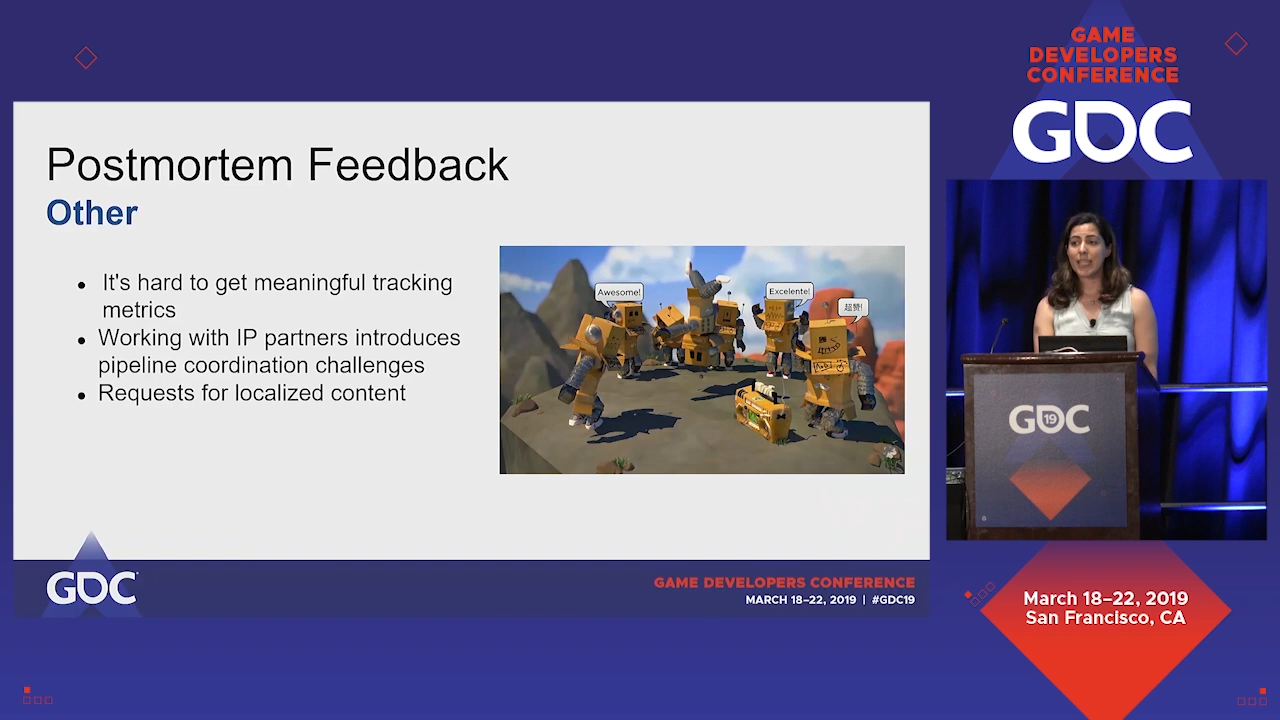 GAME
DEVELOPERS
CONFERENCE
GDC
Postmortem Feedback
Other
It's hard to get meaningful tracking
metrics
Working with IP partners introduces
pipeline coordination challenges
Requests for localized content
Awesome!
Excelente!
超赞!
GDC
19
GDC
GAME DEVELOPERS CONFERENCE
MARCH 18–22, 2019 | #GDC19
March 18–22, 2019
San Francisco, CA